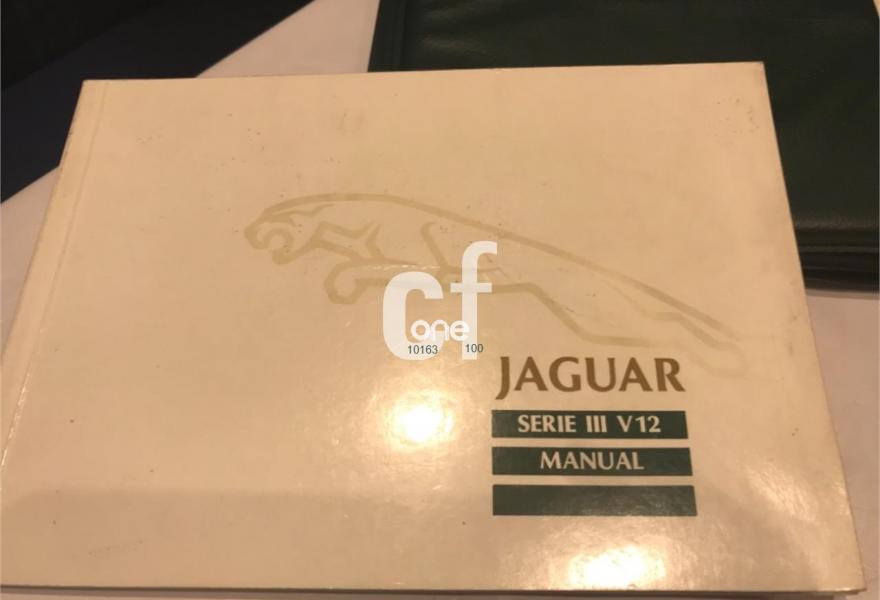 cf
one
10163 100
JAGUAR
SERIE III V12
MANUAL